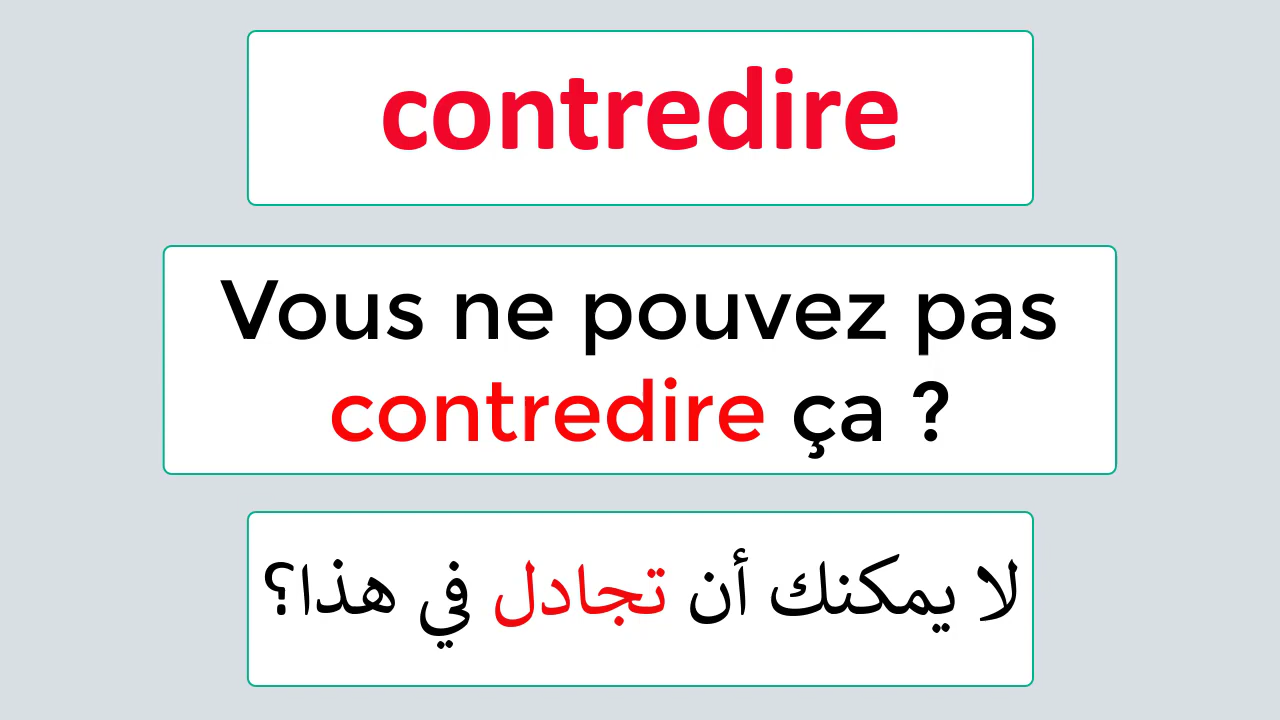 contredire
Vous ne pouvez pas
contredire ça ?
لا يمكنك أن تجادل في هذا؟